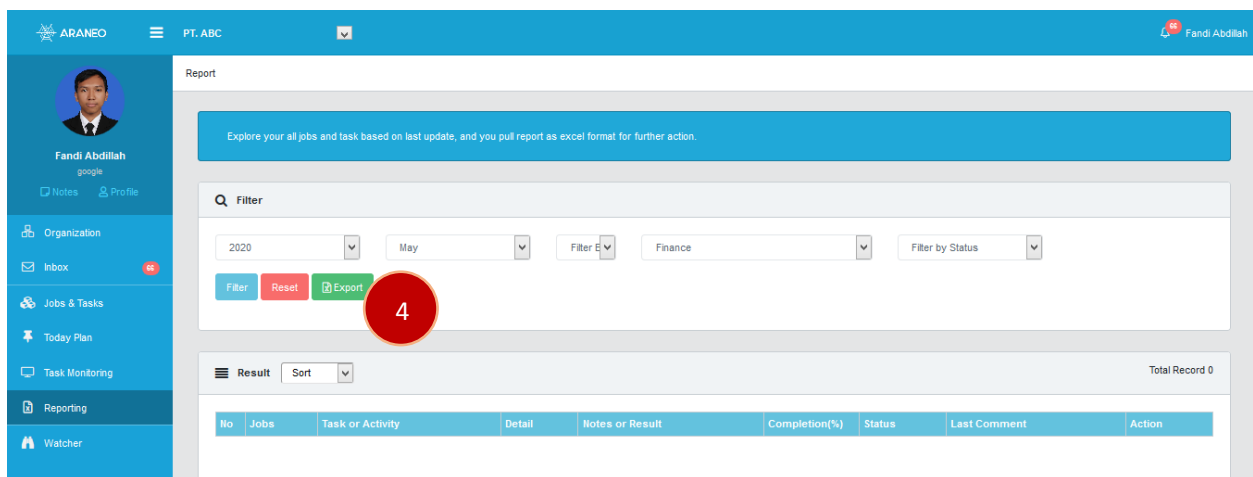 ARANEO
PT. ABC
66
Fandi Abdillah
Report
Fandi Abdillah
google
Notes Profile
Organization
Inbox 66
Jobs & Tasks
Today Plan
Task Monitoring
Reporting
Watcher
Explore your all jobs and task based on last update, and you pull report as excel format for further action.
Filter
2020 May Filter Finance Filter by Status
Filter Reset Export
4
Result Sort Total Record 0
No Jobs Task or Activity Detail Notes or Result Completion(%) Status Last Comment Action